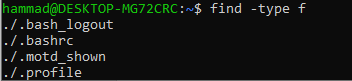 hammad@DESKTOP-MG72CRC:~$ find -type f
./.bash_logout
./.bashrc
./.motd_shown
./.profile